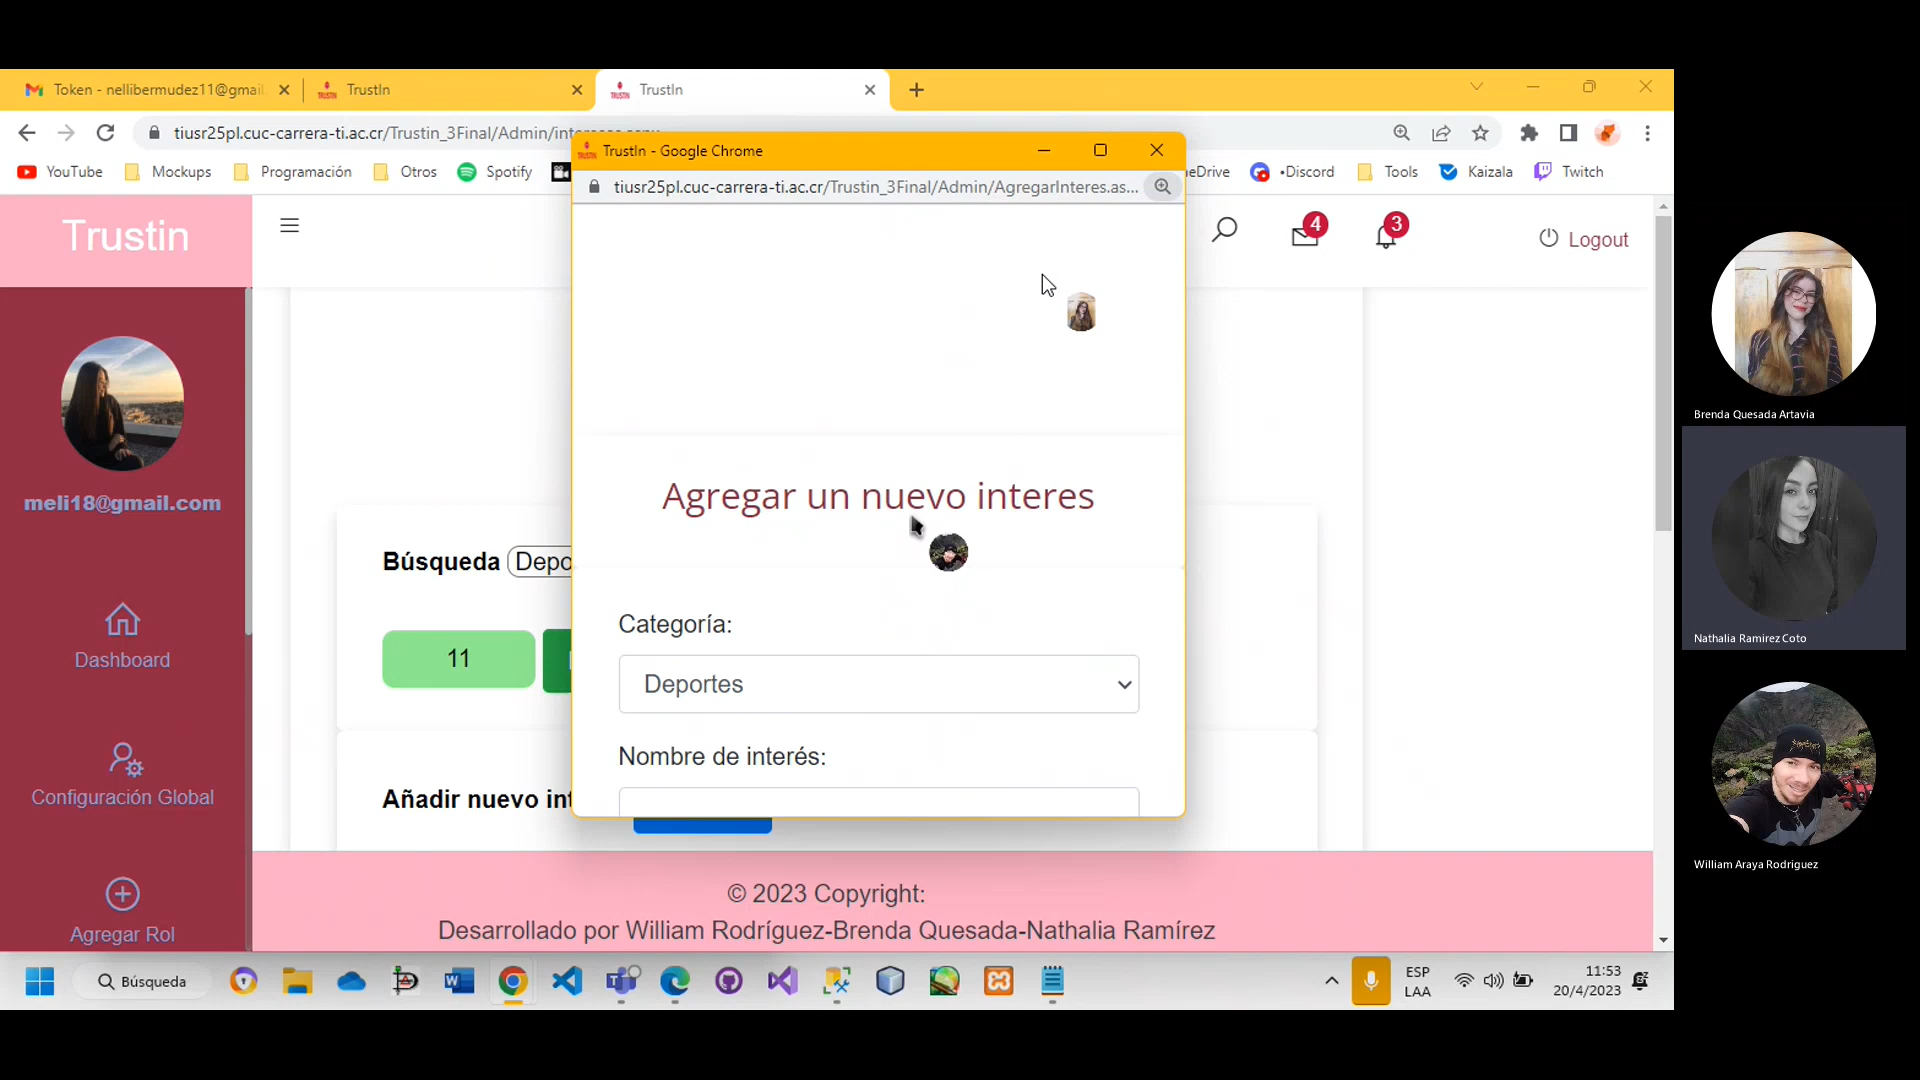 Token - nellibermudez11@gmail.
TrustIn
TrustIn
tiusr25pl.cuc-carrera-ti.ac.cr/Trustin_3Final/Admin/intereses.aspx
YouTube
Mockups
Programación
Otros
Spotify
eDrive
•Discord
Tools
Kaizala
Twitch
TrustIn - Google Chrome
tiusr25pl.cuc-carrera-ti.ac.cr/Trustin_3Final/Admin/AgregarInteres.as...
Trustin
4
3
Logout
meli18@gmail.com
Dashboard
Configuración Global
Agregar Rol
Búsqueda
Depo
11
Añadir nuevo int
Agregar un nuevo interes
Categoría:
Deportes
Nombre de interés:
© 2023 Copyright:
Desarrollado por William Rodríguez-Brenda Quesada-Nathalia Ramírez
Brenda Quesada Artavia
Nathalia Ramirez Coto
William Araya Rodriguez
Búsqueda
ESP
LAA
11:53
20/4/2023